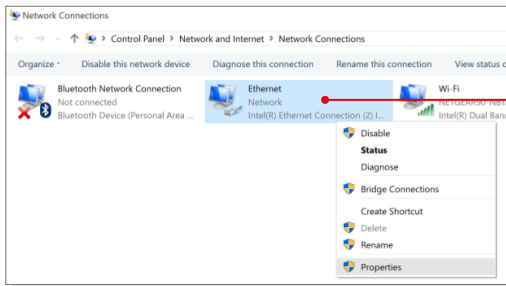 Network Connections
Control Panel > Network and Internet > Network Connections
Organize Disable this network device Diagnose this connection Rename this connection View status
Bluetooth Network Connection
Not connected
Bluetooth Device (Personal Area ...
Ethernet
Network
Intel(R) Ethernet Connection (2) I...
Wi-Fi
Intel(R) Dual Band
Disable
Status
Diagnose
Bridge Connections
Create Shortcut
Delete
Rename
Properties